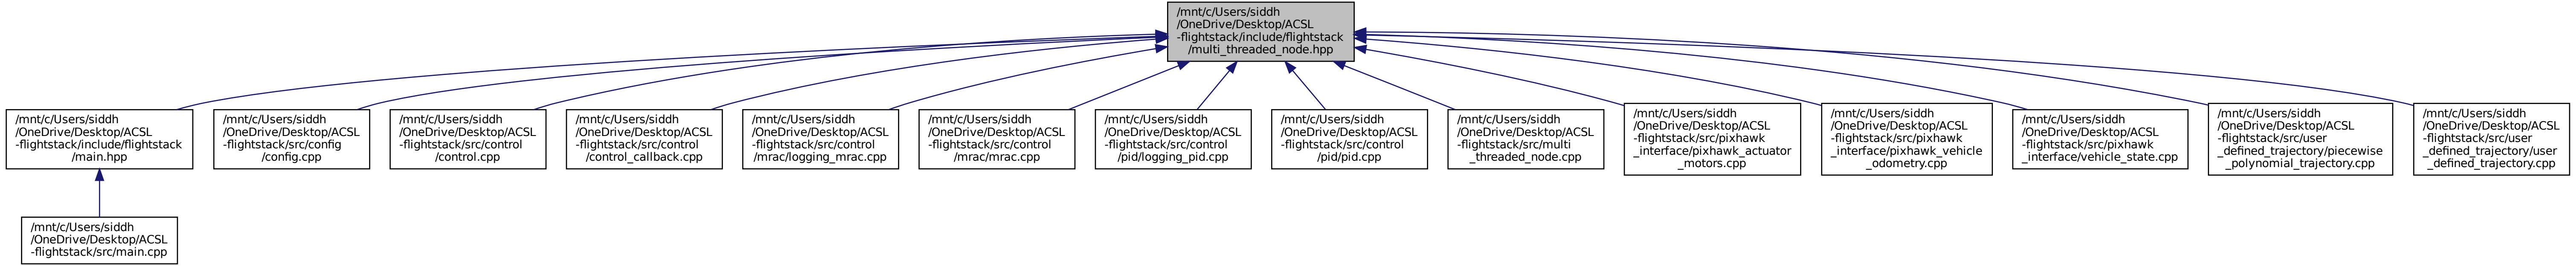 /mnt/c/Users/siddh
/OneDrive/Desktop/ACSL
-flightstack/include/flightstack
/multi_threaded_node.hpp
/mnt/c/Users/siddh
/OneDrive/Desktop/ACSL
-flightstack/include/flightstack
/main.hpp
/mnt/c/Users/siddh
/OneDrive/Desktop/ACSL
-flightstack/src/config
/config.cpp
/mnt/c/Users/siddh
/OneDrive/Desktop/ACSL
-flightstack/src/control
/control.cpp
/mnt/c/Users/siddh
/OneDrive/Desktop/ACSL
-flightstack/src/control
/control_callback.cpp
/mnt/c/Users/siddh
/OneDrive/Desktop/ACSL
-flightstack/src/control
/mrac/logging_mrac.cpp
/mnt/c/Users/siddh
/OneDrive/Desktop/ACSL
-flightstack/src/control
/mrac/mrac.cpp
/mnt/c/Users/siddh
/OneDrive/Desktop/ACSL
-flightstack/src/control
/pid/logging_pid.cpp
/mnt/c/Users/siddh
/OneDrive/Desktop/ACSL
-flightstack/src/control
/pid/pid.cpp
/mnt/c/Users/siddh
/OneDrive/Desktop/ACSL
-flightstack/src/multi
_threaded_node.cpp
/mnt/c/Users/siddh
/OneDrive/Desktop/ACSL
-flightstack/src/pixhawk
_interface/pixhawk_actuator
_motors.cpp
/mnt/c/Users/siddh
/OneDrive/Desktop/ACSL
-flightstack/src/pixhawk
_interface/pixhawk_vehicle
_odometry.cpp
/mnt/c/Users/siddh
/OneDrive/Desktop/ACSL
-flightstack/src/pixhawk
_interface/vehicle_state.cpp
/mnt/c/Users/siddh
/OneDrive/Desktop/ACSL
-flightstack/src/user
_defined_trajectory/piecewise
_polynomial_trajectory.cpp
/mnt/c/Users/siddh
/OneDrive/Desktop/ACSL
-flightstack/src/user
_defined_trajectory/user
_defined_trajectory.cpp
/mnt/c/Users/siddh
/OneDrive/Desktop/ACSL
-flightstack/src/main.cpp